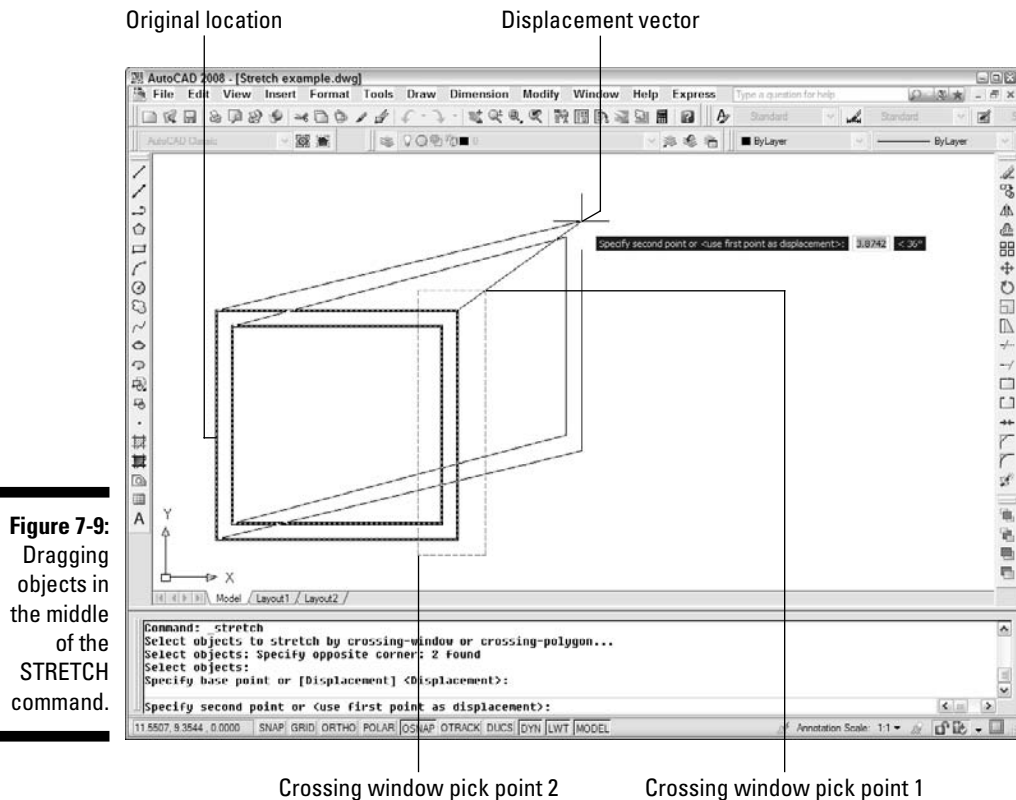 Original location
Displacement vector
AutoCAD 2008 - [Stretch example.dwg]
File Edit View Insert Format Tools Draw Dimension Modify Window Help Express
Type a question for help
Standard
Standard
AutoCAD Classic
0
ByLayer
ByLayer
Specify second point or <use first point as displacement>: 3.8742 < 36°
A
Y
X
Model Layout1 Layout2
Command: _stretch
Select objects to stretch by crossing-window or crossing-polygon...
Select objects: Specify opposite corner: 2 found
Select objects:
Specify base point or [Displacement] <Displacement>:
Specify second point or <use first point as displacement>:
11.5507, 9.3544 , 0.0000 SNAP GRID ORTHO POLAR OSNAP OTRACK DUCS DYN LWT MODEL
Annotation Scale: 1:1
Figure 7-9:
Dragging
objects in
the middle
of the
STRETCH
command.
Crossing window pick point 2
Crossing window pick point 1